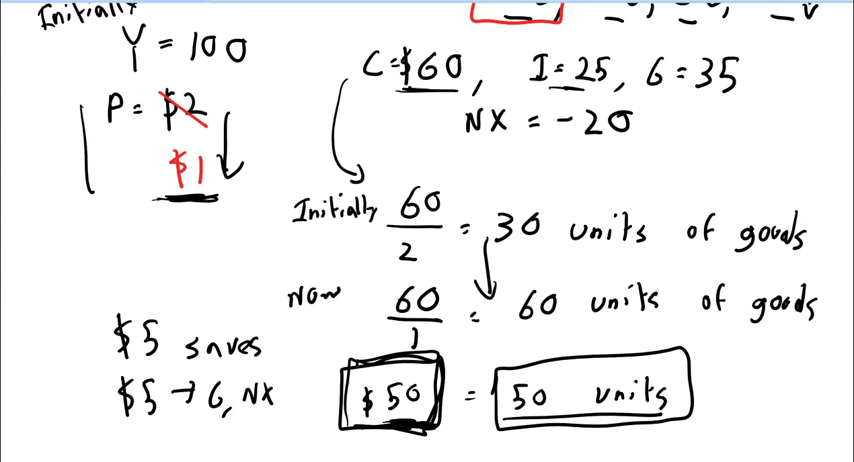 Initially
Y = 100
C = $60, I = 25, G = 35
NX = -20
P = $2
$1
Initially 60/2 = 30 units of goods
Now 60/1 = 60 units of goods
$5 saves
$5 → G, NX
$50 = 50 units